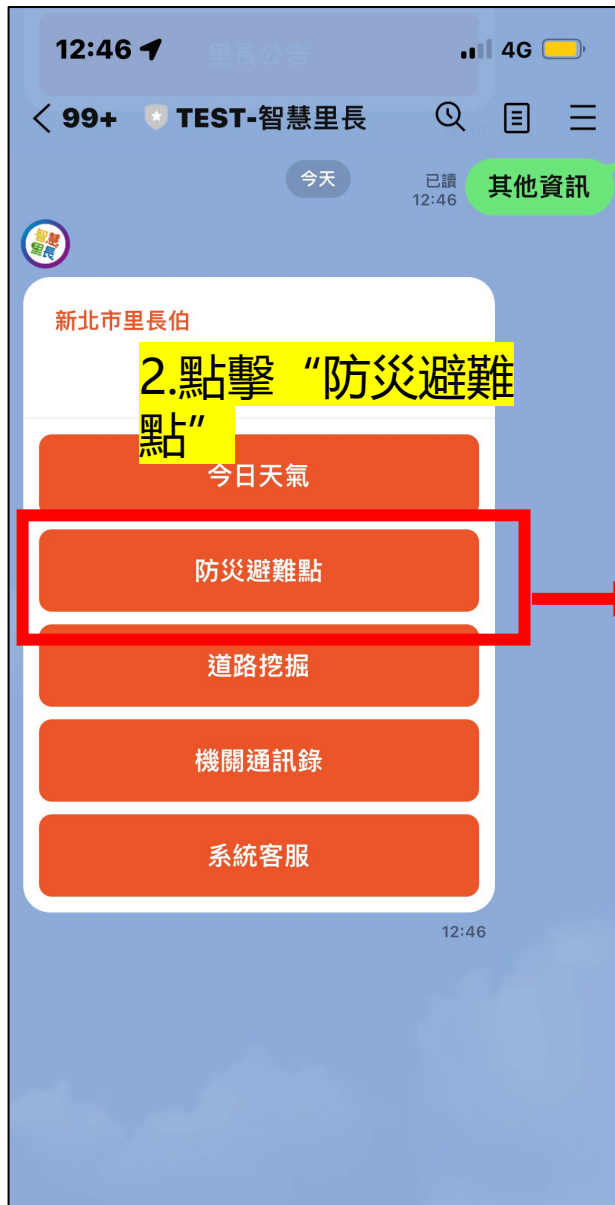 里長公告
12:46
4G
99+
TEST-智慧里長
今天
已讀
12:46
其他資訊
智慧
里長
新北市里長伯
2.點擊“防災避難
點”
今日天氣
防災避難點
道路挖掘
機關通訊錄
系統客服
12:46